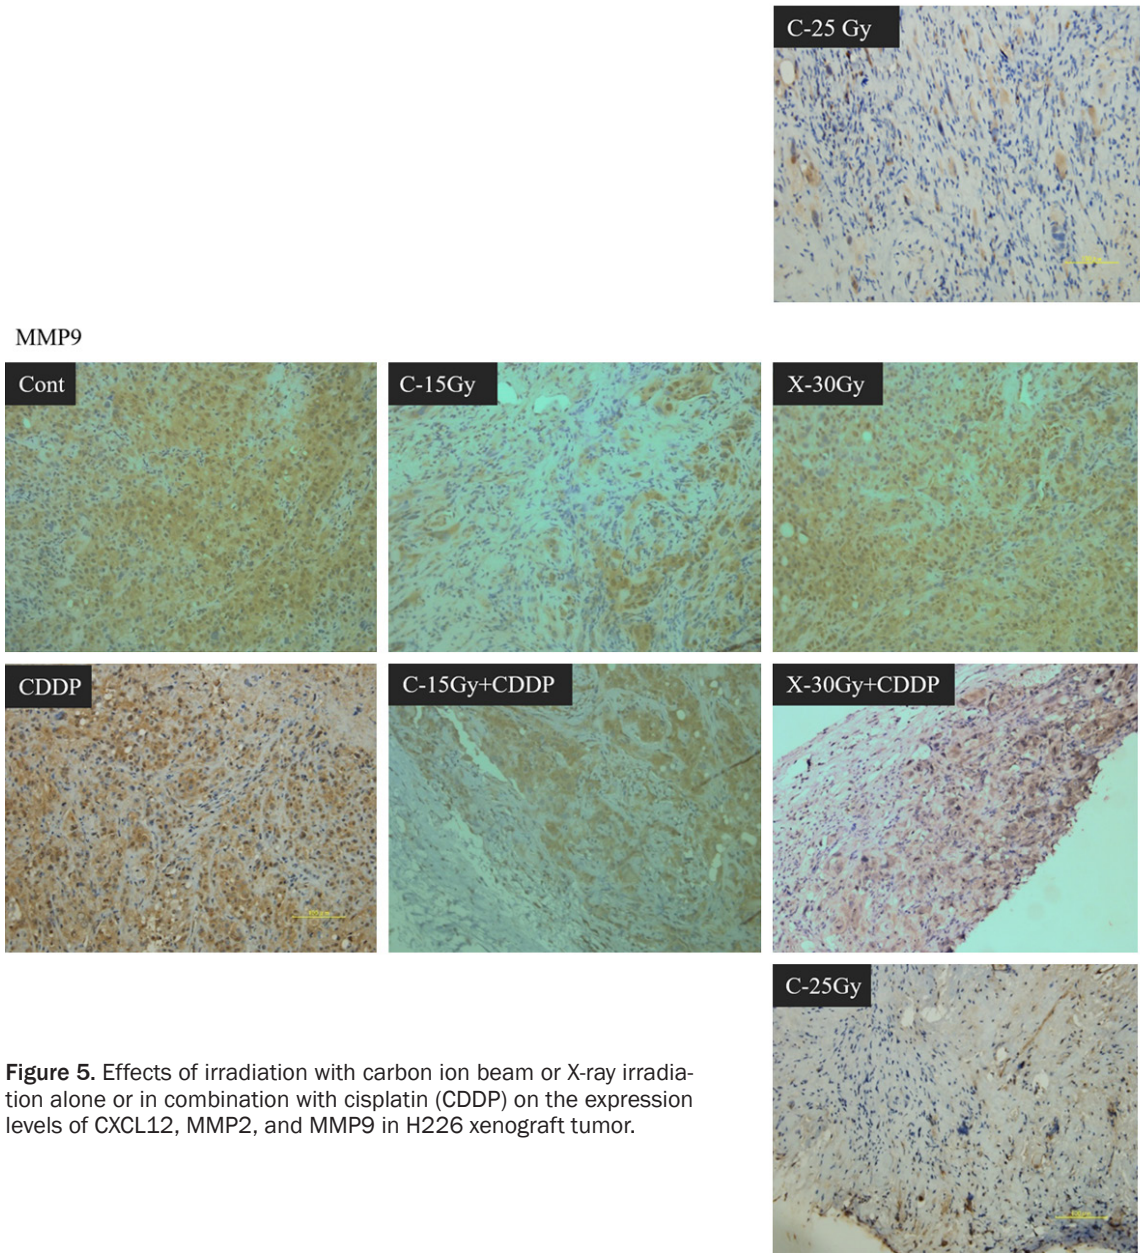 C-25 Gy
MMP9
Cont
C-15Gy
X-30Gy
CDDP
C-15Gy+CDDP
X-30Gy+CDDP
C-25Gy
Figure 5. Effects of irradiation with carbon ion beam or X-ray irradia-
tion alone or in combination with cisplatin (CDDP) on the expression
levels of CXCL12, MMP2, and MMP9 in H226 xenograft tumor.